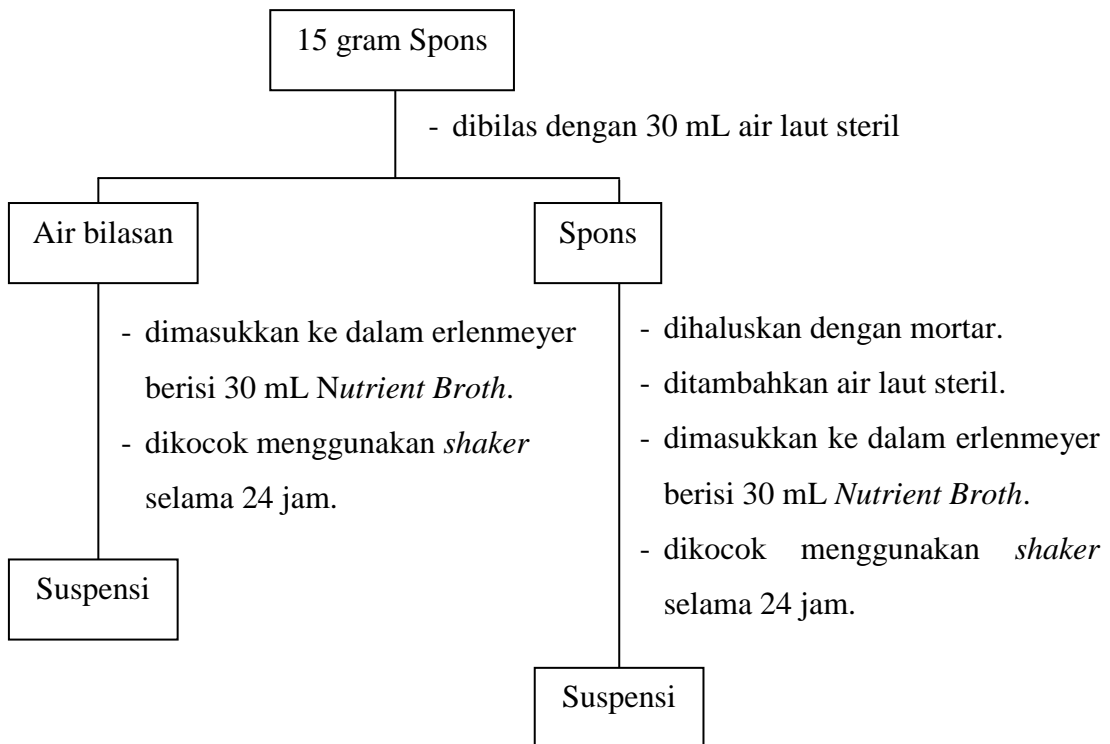 15 gram Spons
- dibilas dengan 30 mL air laut steril
Air bilasan
- dimasukkan ke dalam erlenmeyer
berisi 30 mL Nutrient Broth.
- dikocok menggunakan shaker
selama 24 jam.
Suspensi
Spons
- dihaluskan dengan mortar.
- ditambahkan air laut steril.
- dimasukkan ke dalam erlenmeyer
berisi 30 mL Nutrient Broth.
- dikocok menggunakan shaker
selama 24 jam.
Suspensi